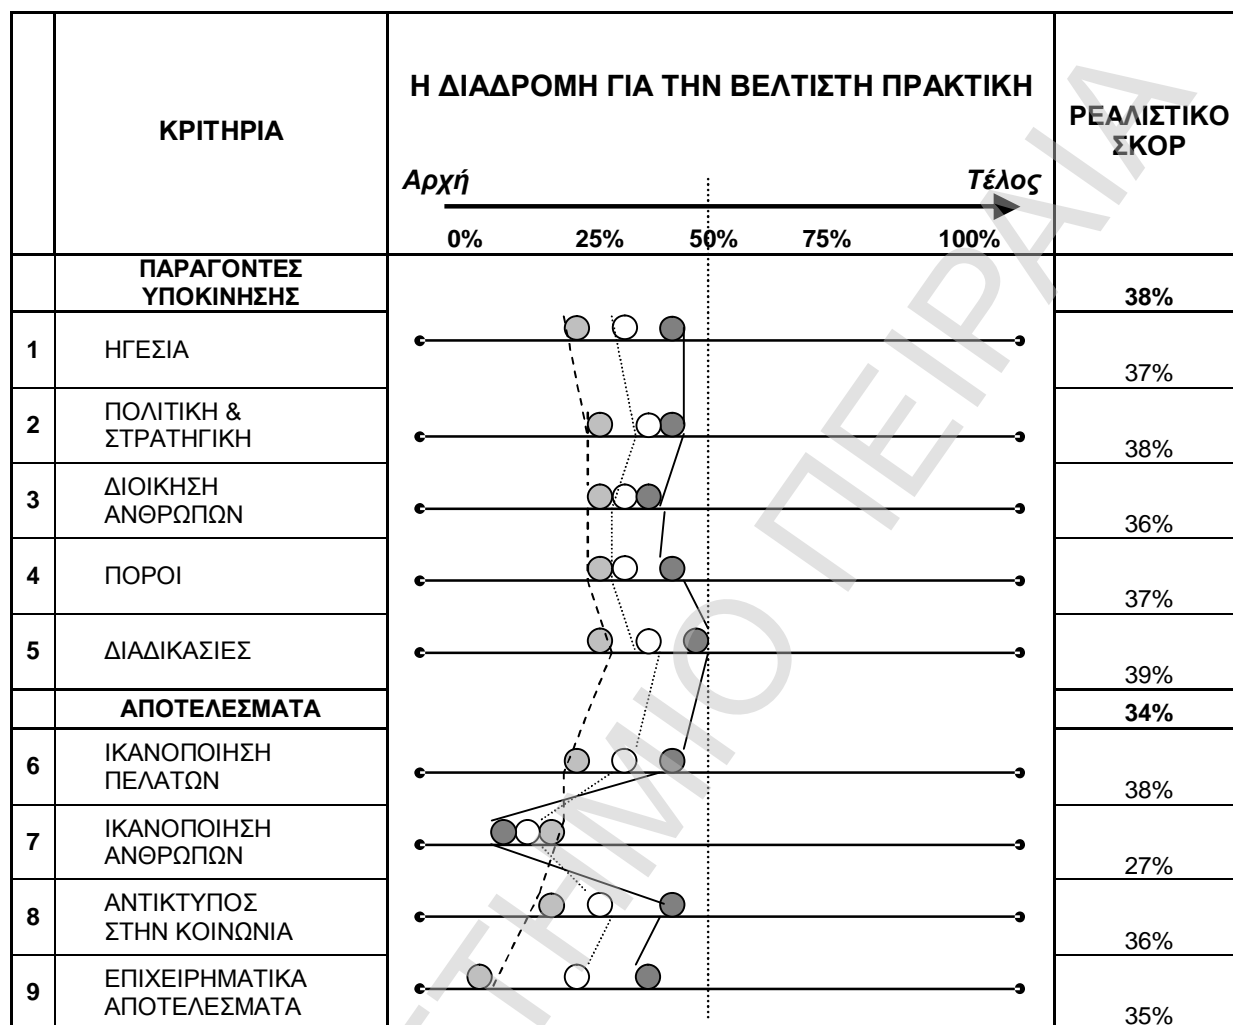 Η ΔΙΑΔΡΟΜΗ ΓΙΑ ΤΗΝ ΒΕΛΤΙΣΤΗ ΠΡΑΚΤΙΚΗ
ΚΡΙΤΗΡΙΑ
ΡΕΑΛΙΣΤΙΚΟ
ΣΚΟΡ
Αρχή Τέλος
0% 25% 50% 75% 100%
ΠΑΡΑΓΟΝΤΕΣ
ΥΠΟΚΙΝΗΣΗΣ 38%
1 ΗΓΕΣΙΑ 37%
2 ΠΟΛΙΤΙΚΗ &
ΣΤΡΑΤΗΓΙΚΗ 38%
3 ΔΙΟΙΚΗΣΗ
ΑΝΘΡΩΠΩΝ 36%
4 ΠΟΡΟΙ 37%
5 ΔΙΑΔΙΚΑΣΙΕΣ 39%
ΑΠΟΤΕΛΕΣΜΑΤΑ 34%
6 ΙΚΑΝΟΠΟΙΗΣΗ
ΠΕΛΑΤΩΝ 38%
7 ΙΚΑΝΟΠΟΙΗΣΗ
ΑΝΘΡΩΠΩΝ 27%
8 ΑΝΤΙΚΤΥΠΟΣ
ΣΤΗΝ ΚΟΙΝΩΝΙΑ 36%
9 ΕΠΙΧΕΙΡΗΜΑΤΙΚΑ
ΑΠΟΤΕΛΕΣΜΑΤΑ 35%
ΠΕΙΡΑΙΑ